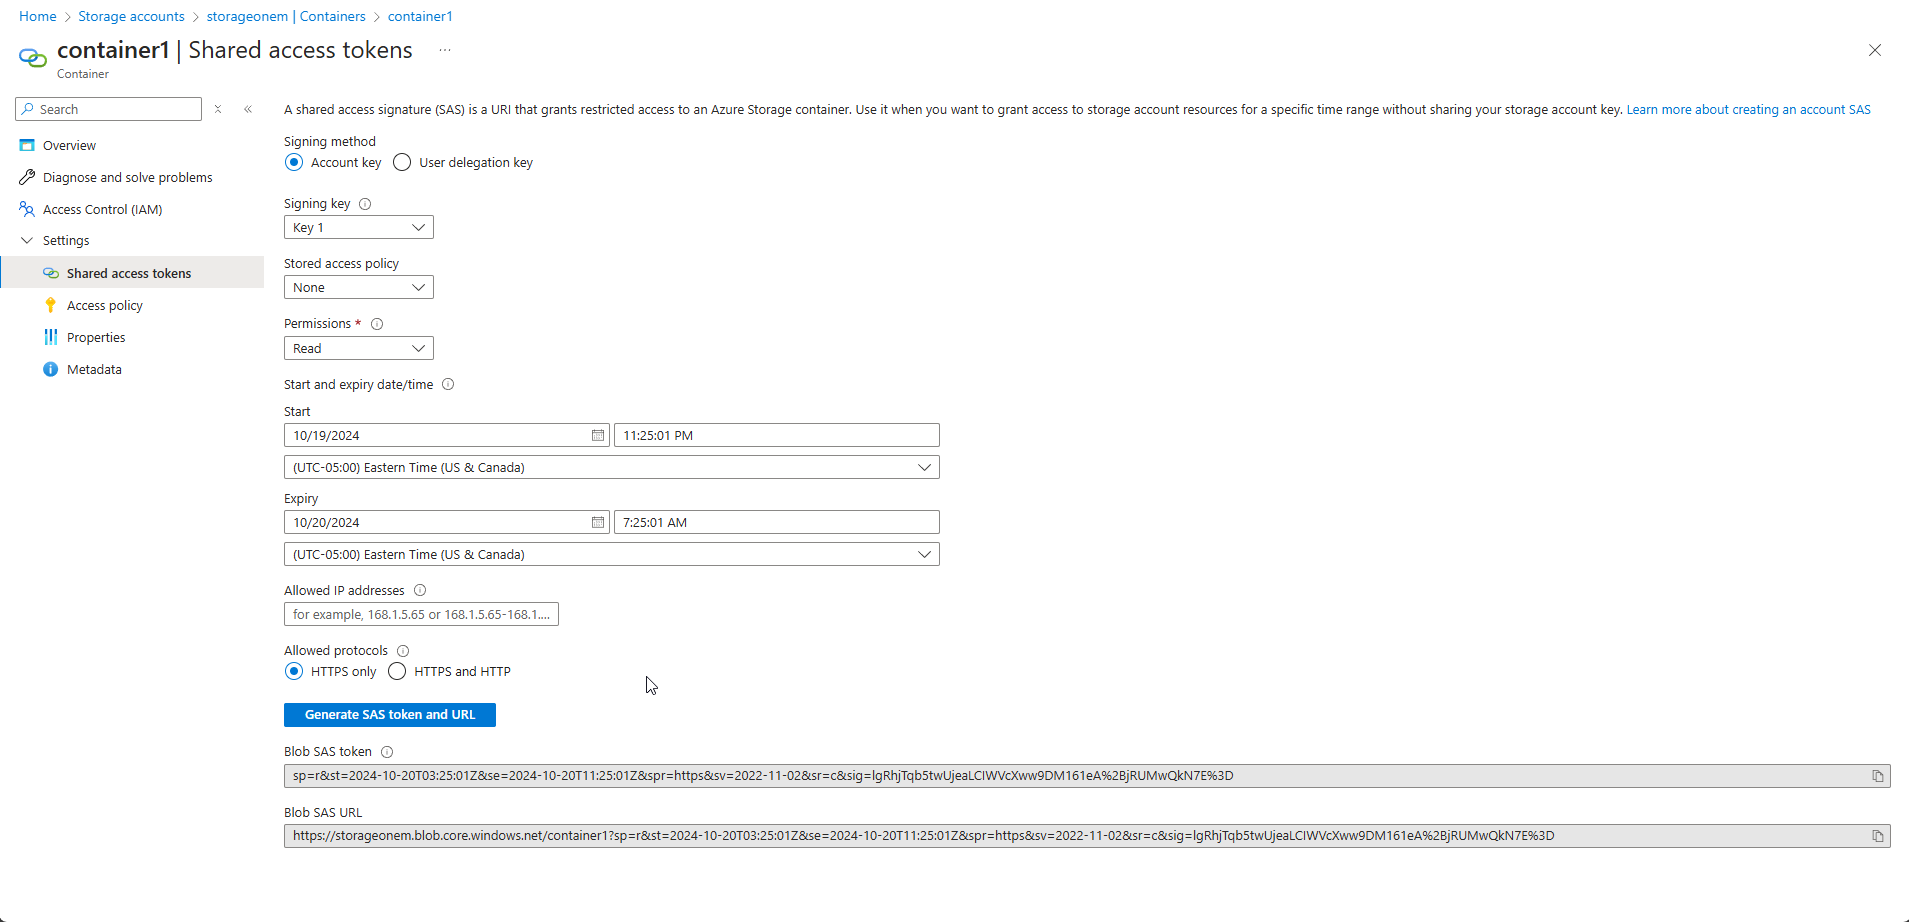 Home > Storage accounts > storageonem | Containers > container1
container1 | Shared access tokens ...
Container
Search
Overview
Diagnose and solve problems
Access Control (IAM)
Settings
Shared access tokens
Access policy
Properties
Metadata
A shared access signature (SAS) is a URI that grants restricted access to an Azure Storage container. Use it when you want to grant access to storage account resources for a specific time range without sharing your storage account key. Learn more about creating an account SAS
Signing method
Account key User delegation key
Signing key
Key 1
Stored access policy
None
Permissions *
Read
Start and expiry date/time
Start
10/19/2024 11:25:01 PM
(UTC-05:00) Eastern Time (US & Canada)
Expiry
10/20/2024 7:25:01 AM
(UTC-05:00) Eastern Time (US & Canada)
Allowed IP addresses
for example, 168.1.5.65 or 168.1.5.65-168.1....
Allowed protocols
HTTPS only HTTPS and HTTP
Generate SAS token and URL
Blob SAS token
sp=r&st=2024-10-20T03:25:01Z&se=2024-10-20T11:25:01Z&spr=https&sv=2022-11-02&sr=c&sig=lgRhjTqb5twUjeaLCIWVcXww9DM161eA%2BjRUMwQkN7E%3D
Blob SAS URL
https://storageonem.blob.core.windows.net/container1?sp=r&st=2024-10-20T03:25:01Z&se=2024-10-20T11:25:01Z&spr=https&sv=2022-11-02&sr=c&sig=lgRhjTqb5twUjeaLCIWVcXww9DM161eA%2BjRUMwQkN7E%3D